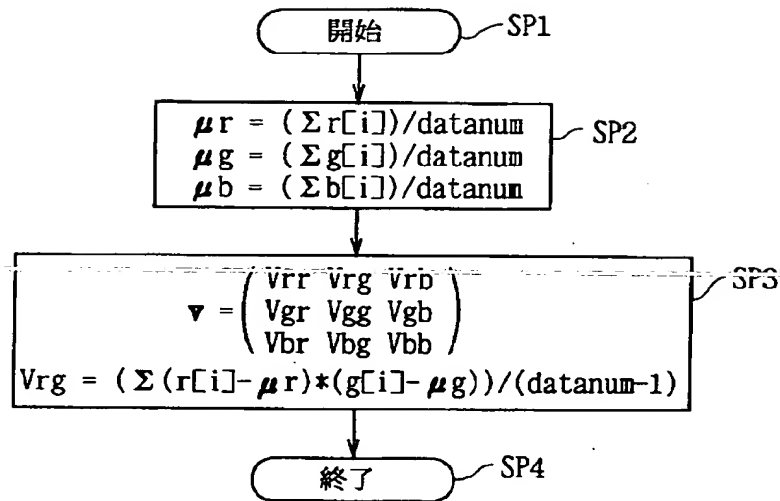 開始 SP1
μr = (Σr[i])/datanum
μg = (Σg[i])/datanum SP2
μb = (Σb[i])/datanum
Vrr Vrg Vrb SP3
V = Vgr Vgg Vgb
Vbr Vbg Vbb
Vrg = (Σ(r[i]-μr)*(g[i]-μg))/(datanum-1)
終了 SP4